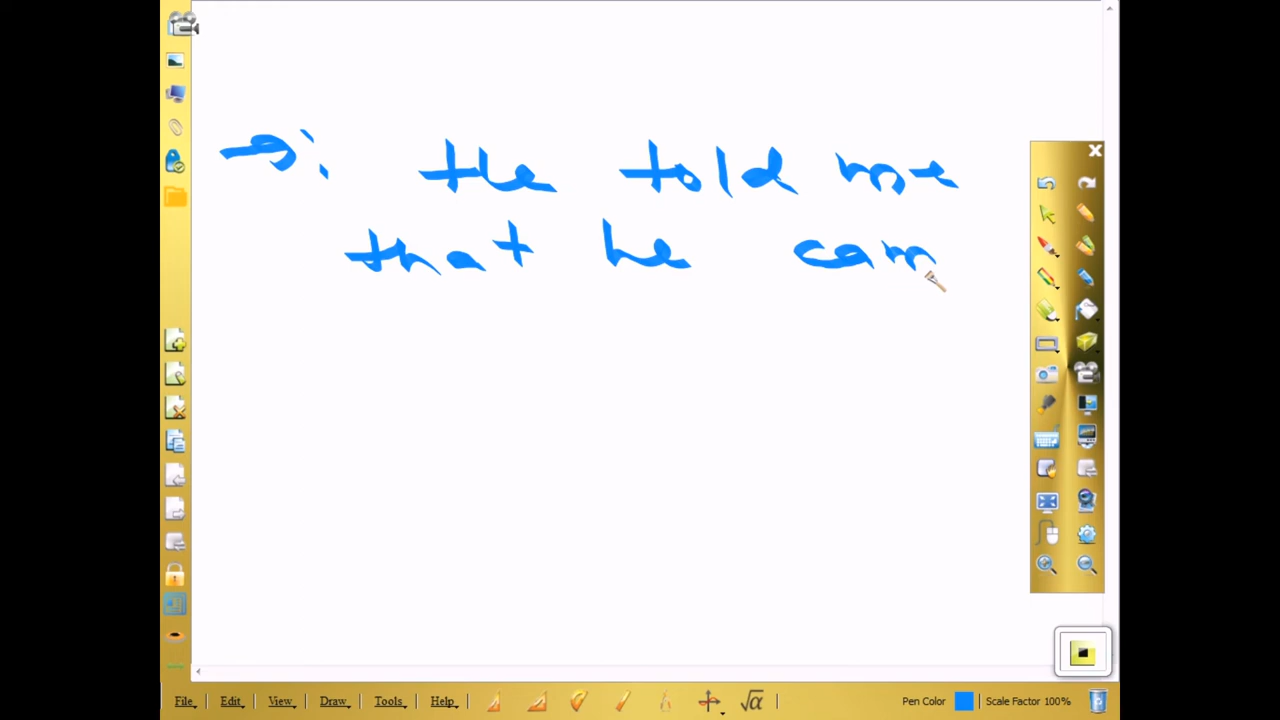 →: He told me
that he cam
File Edit View Draw Tools Help Pen Color Scale Factor 100%